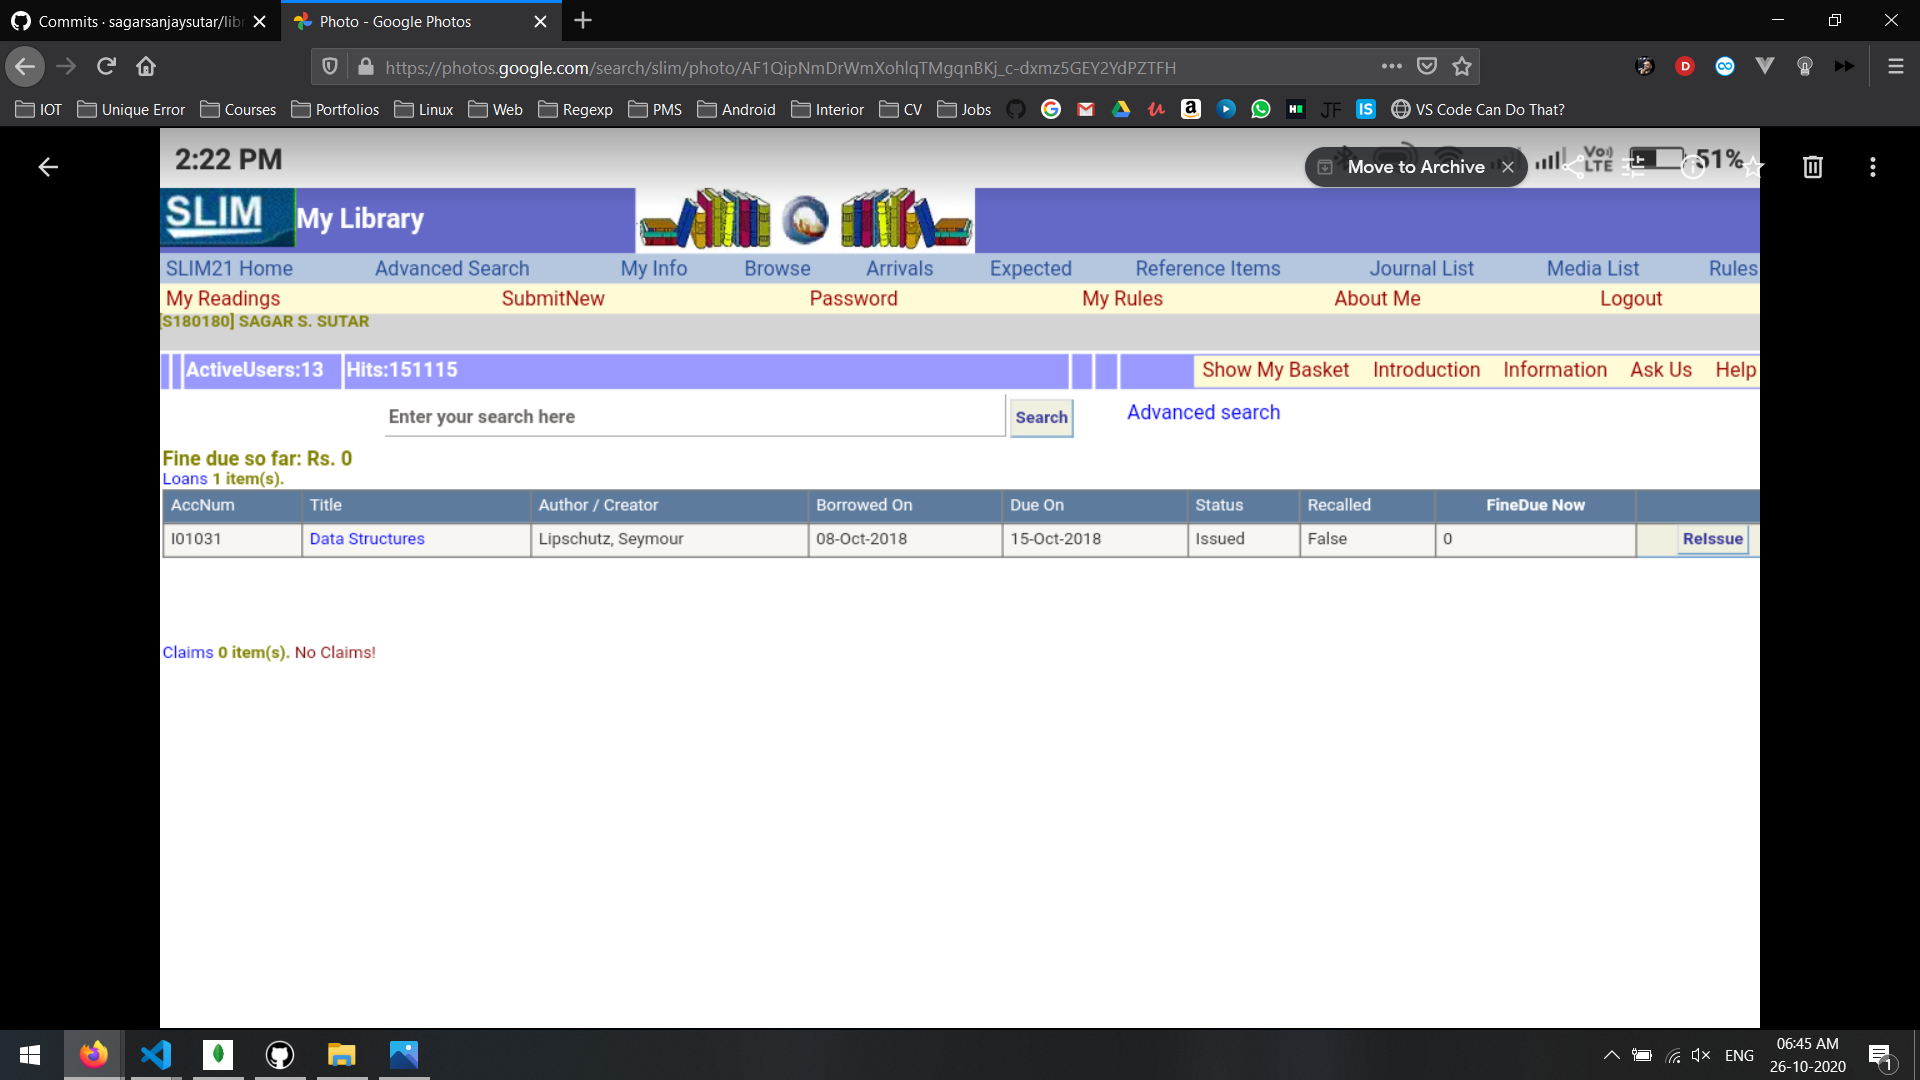 Commits · sagarsanjaysutar/libr
Photo - Google Photos
https://photos.google.com/search/slim/photo/AF1QipNmDrWmXohlqTMgqnBKj_c-dxmz5GEY2YdPZTFH
D
IOT Unique Error Courses Portfolios Linux Web Regexp PMS Android Interior CV Jobs JF IS VS Code Can Do That?
2:22 PM
Move to Archive
Vo) LTE
51%
SLIM My Library
SLIM21 Home Advanced Search My Info Browse Arrivals Expected Reference Items Journal List Media List Rules
My Readings SubmitNew Password My Rules About Me Logout
[S180180] SAGAR S. SUTAR
ActiveUsers:13 Hits:151115 Show My Basket Introduction Information Ask Us Help
Enter your search here Search Advanced search
Fine due so far: Rs. 0
Loans 1 item(s).
AccNum Title Author / Creator Borrowed On Due On Status Recalled FineDue Now
I01031 Data Structures Lipschutz, Seymour 08-Oct-2018 15-Oct-2018 Issued False 0 ReIssue
Claims 0 item(s). No Claims!
ENG
06:45 AM
26-10-2020
1